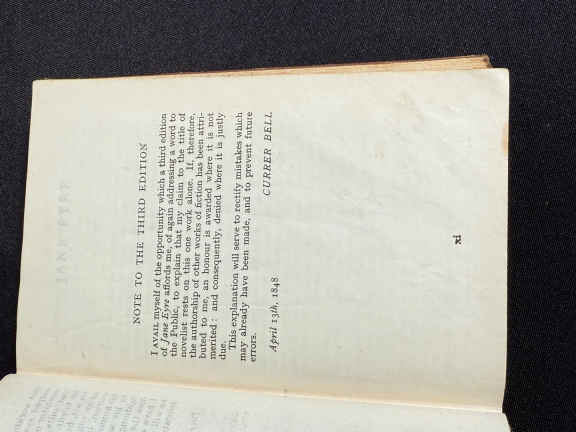 NOTE TO THE THIRD EDITION
I AVAIL myself of the opportunity which a third edition
of Jane Eyre affords me, of again addressing a word to
the Public, to explain that my claim to the title of
novelist rests on this one work alone. If, therefore,
the authorship of other works of fiction has been attri-
buted to me, an honour is awarded where it is not
merited: and consequently, denied where it is justly
due.
This explanation will serve to rectify mistakes which
may already have been made, and to prevent future
errors.
CURRER BELL
April 13th, 1848.
xi